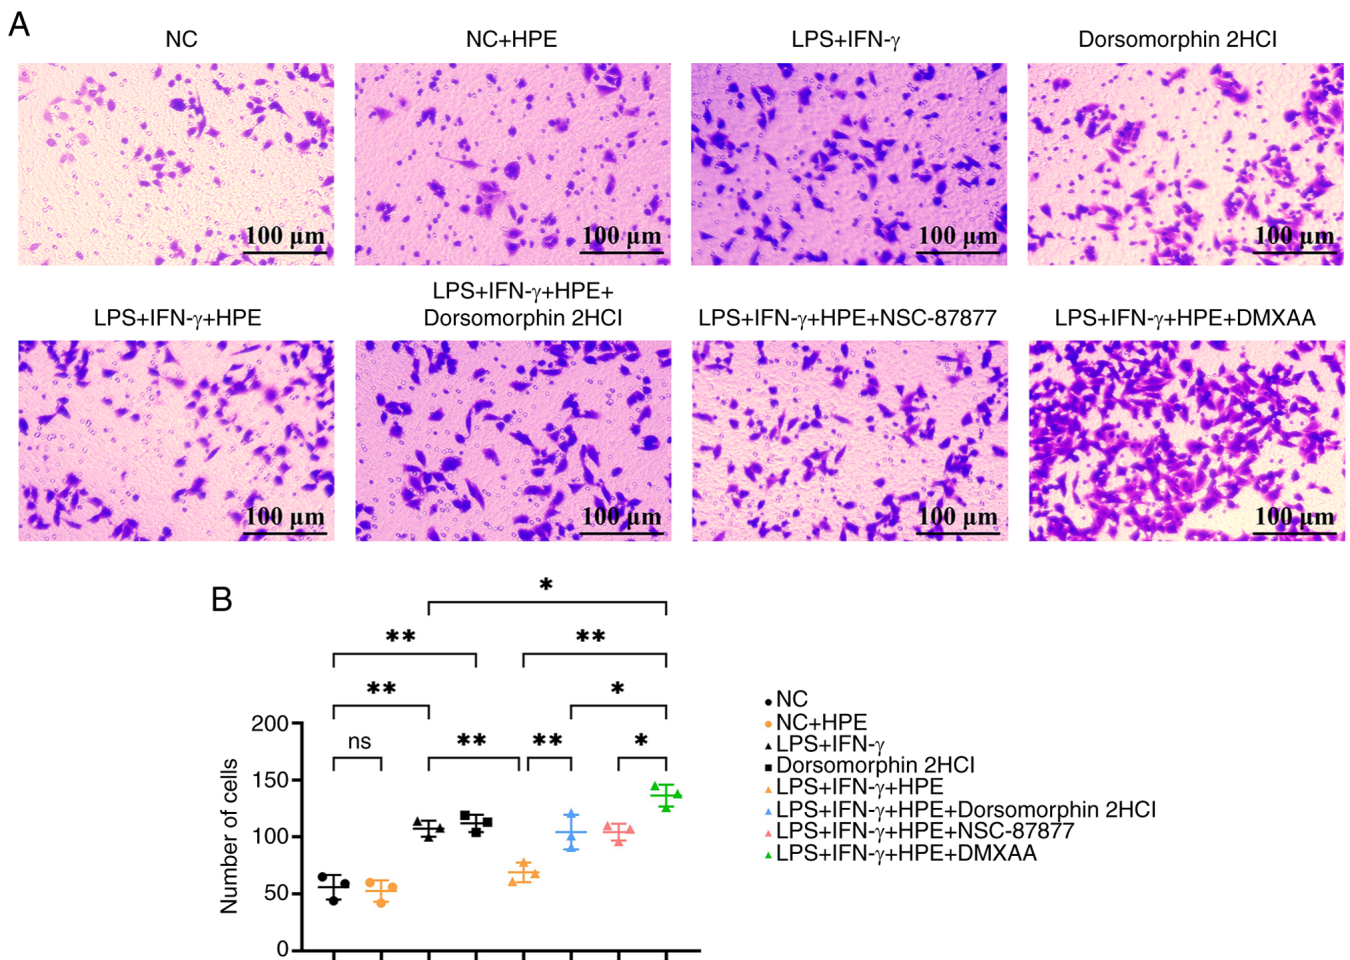 A
NC
NC+HPE
LPS+IFN-γ
Dorsomorphin 2HCl
100 μm
100 μm
100 μm
100 μm
LPS+IFN-γ+HPE
LPS+IFN-γ+HPE+
Dorsomorphin 2HCl
LPS+IFN-γ+HPE+NSC-87877
LPS+IFN-γ+HPE+DMXAA
100 μm
100 μm
100 μm
100 μm
B
*
**
**
**
*
ns
**
**
*
200
150
100
50
0
Number of cells
NC
NC+HPE
LPS+IFN-γ
Dorsomorphin 2HCl
LPS+IFN-γ+HPE
LPS+IFN-γ+HPE+Dorsomorphin 2HCl
LPS+IFN-γ+HPE+NSC-87877
LPS+IFN-γ+HPE+DMXAA